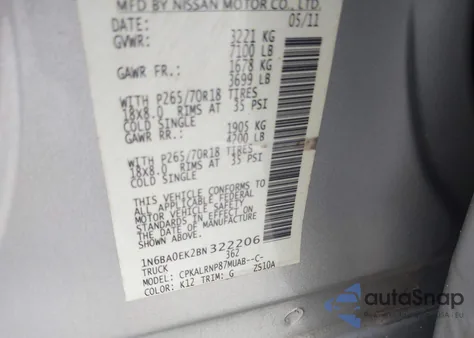 MFD BY NISSAN MOTOR CO., LTD.
DATE: 05/11
GVWR: 3221 KG
7100 LB
GAWR FR.: 1678 KG
3699 LB
WITH P265/70R18 TIRES
18X8.0 RIMS AT 35 PSI
COLD SINGLE
GAWR RR.: 1905 KG
4200 LB
WITH P265/70R18 TIRES
18X8.0 RIMS AT 35 PSI
COLD SINGLE
THIS VEHICLE CONFORMS TO
ALL APPLICABLE FEDERAL
MOTOR VEHICLE SAFETY
STANDARDS IN EFFECT ON
THE DATE OF MANUFACTURE
1N6BA0EK2BN322206
TRUCK 362
MODEL: CPKALRNP87MUAB--C-
COLOR: K12 TRIM: G ZS10A
autoSnap